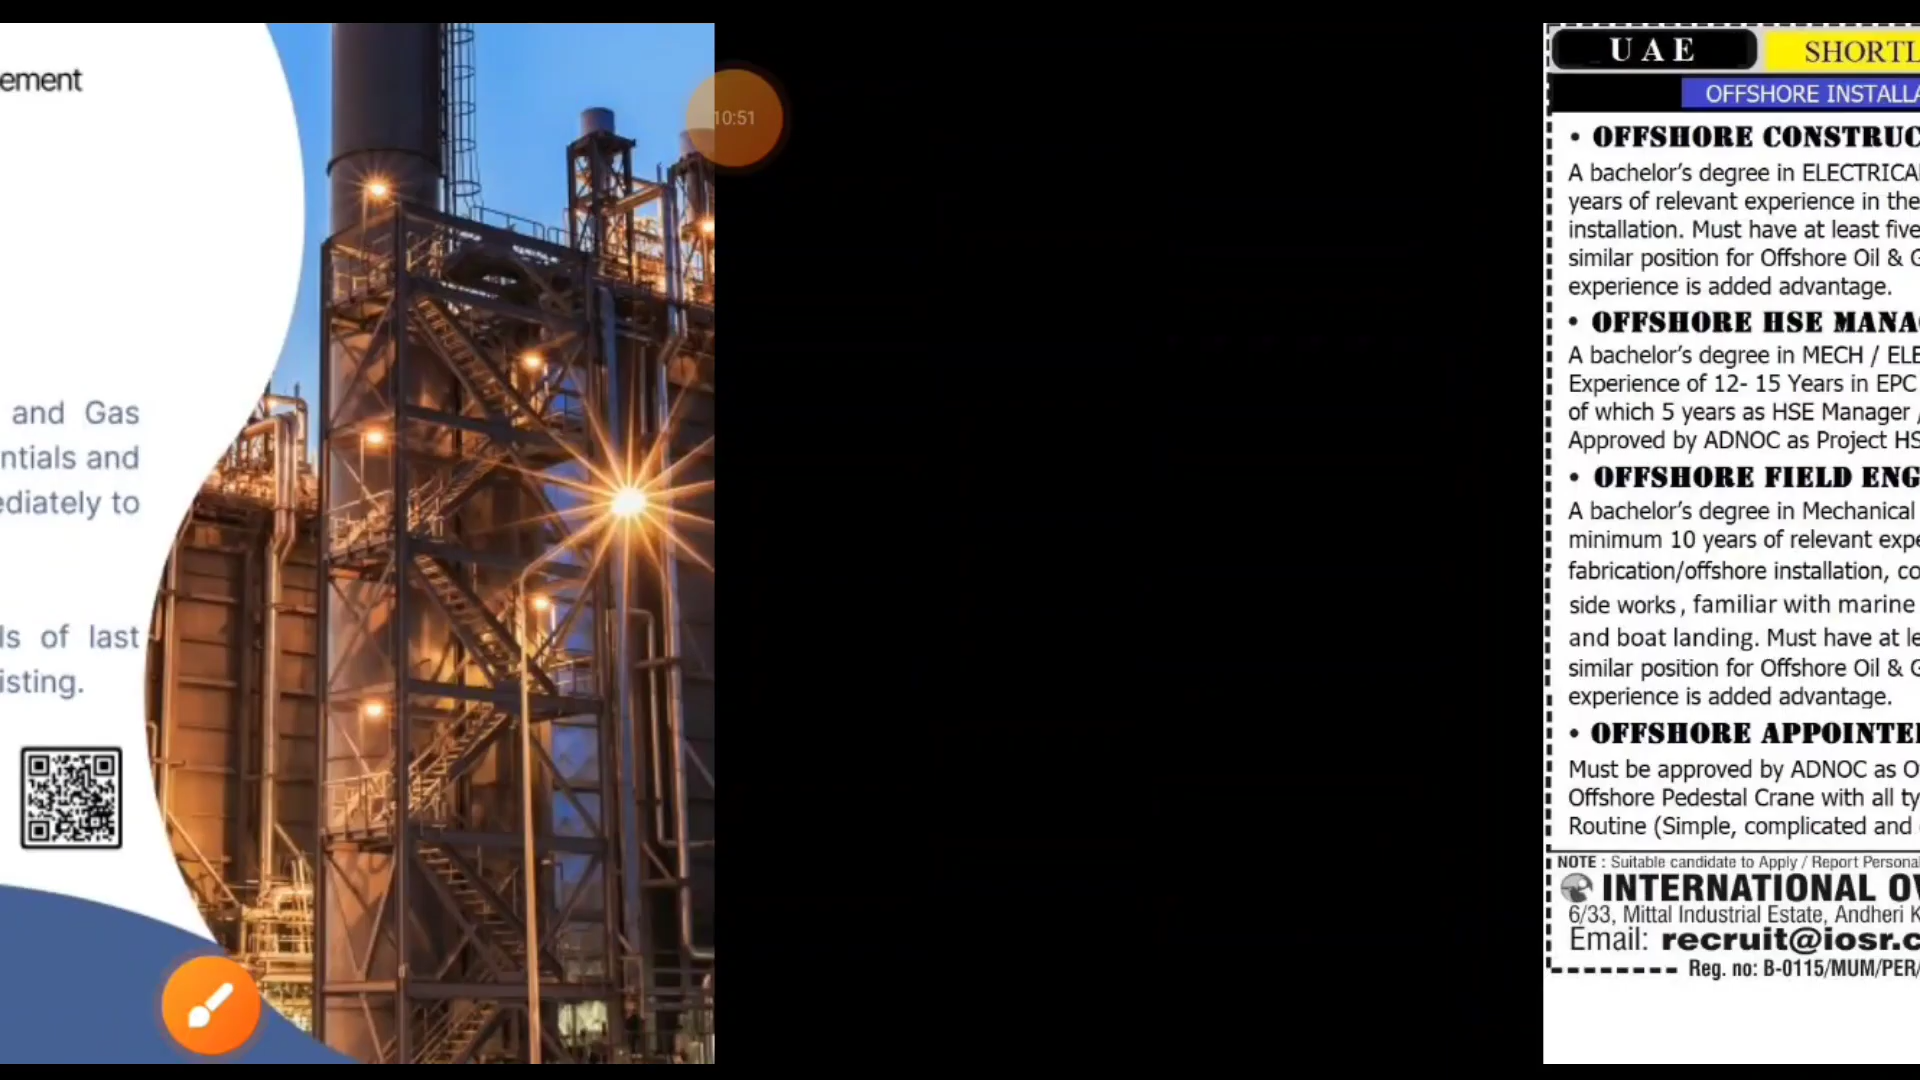 ement
and Gas
ntials and
ediately to
ls of last
isting.
10:51
UAE SHORTL
OFFSHORE INSTALLA
• OFFSHORE CONSTRUC
A bachelor's degree in ELECTRICAL
years of relevant experience in the
installation. Must have at least five
similar position for Offshore Oil & G
experience is added advantage.
• OFFSHORE HSE MANA
A bachelor's degree in MECH / ELE
Experience of 12- 15 Years in EPC
of which 5 years as HSE Manager /
Approved by ADNOC as Project HS
• OFFSHORE FIELD ENG
A bachelor's degree in Mechanical
minimum 10 years of relevant expe
fabrication/offshore installation, co
side works, familiar with marine
and boat landing. Must have at le
similar position for Offshore Oil & G
experience is added advantage.
• OFFSHORE APPOINTE
Must be approved by ADNOC as O
Offshore Pedestal Crane with all ty
Routine (Simple, complicated and
NOTE : Suitable candidate to Apply / Report Personal
INTERNATIONAL OV
6/33, Mittal Industrial Estate, Andheri K
Email: recruit@iosr.c
Reg. no: B-0115/MUM/PER/